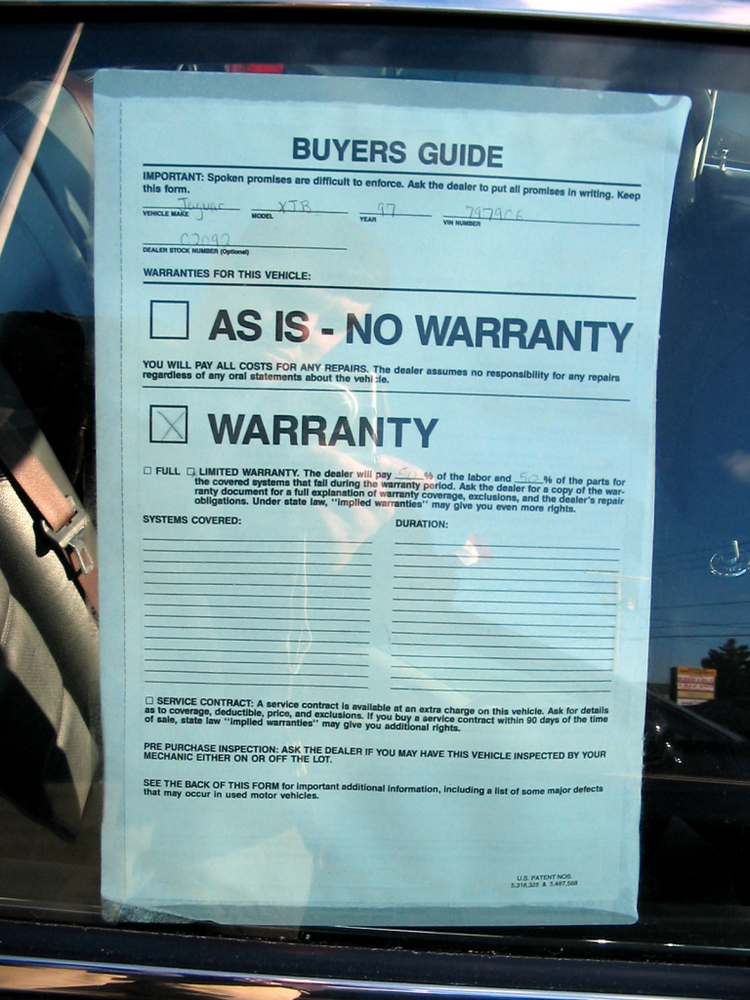 BUYERS GUIDE
IMPORTANT: Spoken promises are difficult to enforce. Ask the dealer to put all promises in writing. Keep
this form.
Jaguar XJR 97 797906
VEHICLE MAKE MODEL YEAR VIN NUMBER
C2092
DEALER STOCK NUMBER (Optional)
WARRANTIES FOR THIS VEHICLE:
AS IS - NO WARRANTY
YOU WILL PAY ALL COSTS FOR ANY REPAIRS. The dealer assumes no responsibility for any repairs
regardless of any oral statements about the vehicle.
WARRANTY
FULL LIMITED WARRANTY. The dealer will pay 50 % of the labor and 50 % of the parts for
the covered systems that fail during the warranty period. Ask the dealer for a copy of the war-
ranty document for a full explanation of warranty coverage, exclusions, and the dealer's repair
obligations. Under state law, "implied warranties" may give you even more rights.
SYSTEMS COVERED: DURATION:
SERVICE CONTRACT: A service contract is available at an extra charge on this vehicle. Ask for details
as to coverage, deductible, price, and exclusions. If you buy a service contract within 90 days of the time
of sale, state law "implied warranties" may give you additional rights.
PRE PURCHASE INSPECTION: ASK THE DEALER IF YOU MAY HAVE THIS VEHICLE INSPECTED BY YOUR
MECHANIC EITHER ON OR OFF THE LOT.
SEE THE BACK OF THIS FORM for important additional information, including a list of some major defects
that may occur in used motor vehicles.
U.S. PATENT NOS.
5,318,325 & 5,487,568